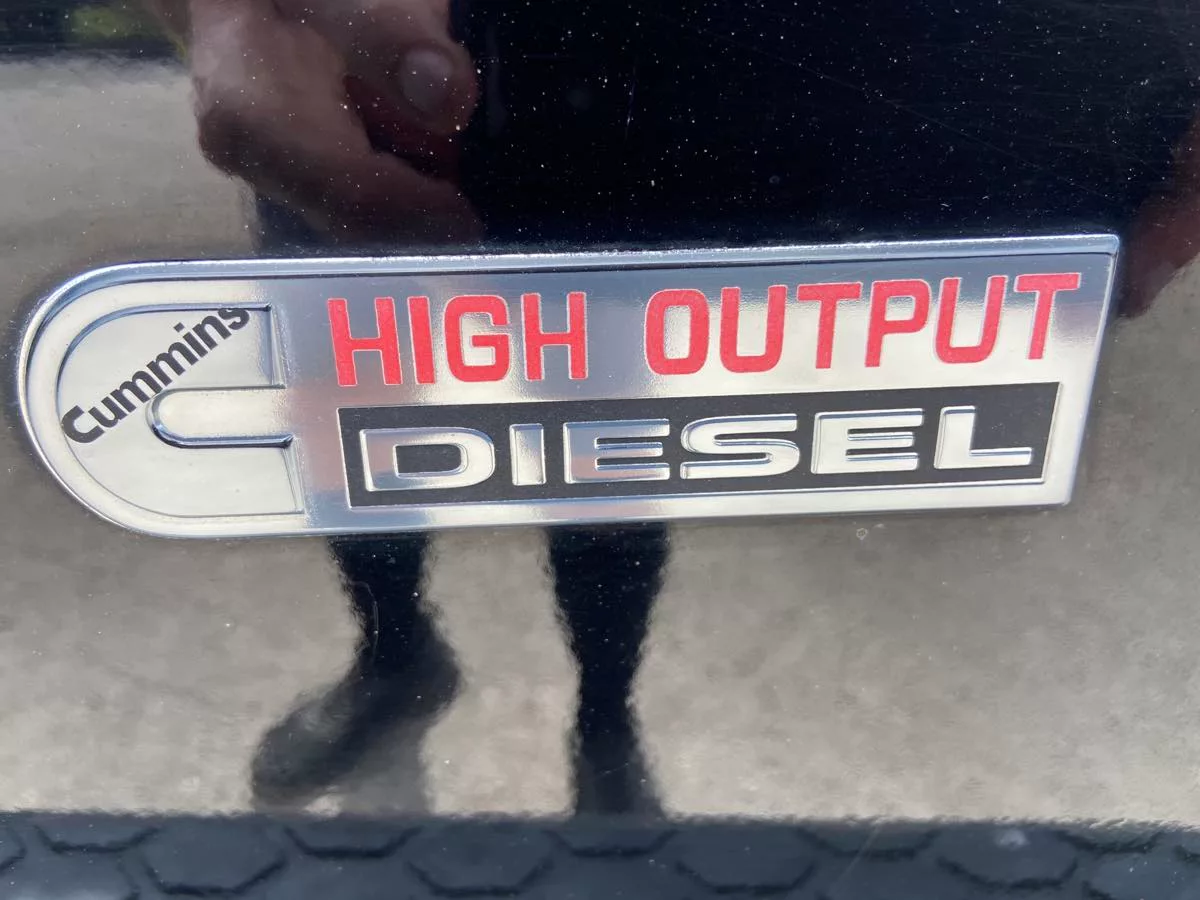 Cummins
HIGH OUTPUT
DIESEL